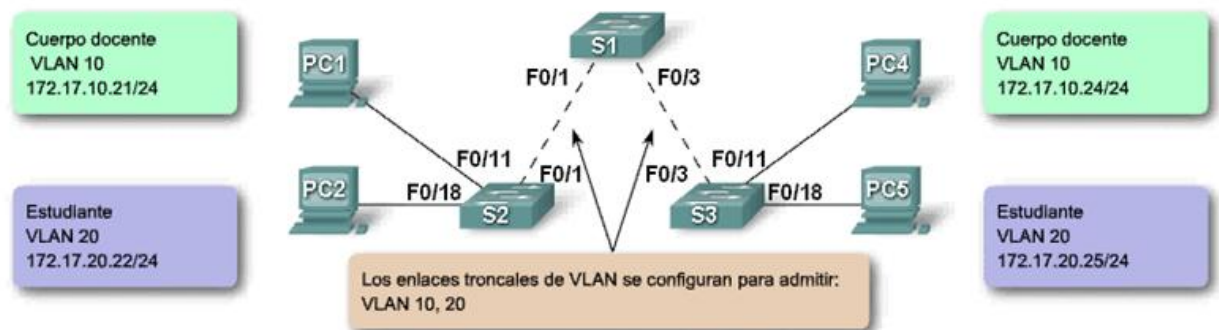 Cuerpo docente
VLAN 10
172.17.10.21/24
Estudiante
VLAN 20
172.17.20.22/24
PC1
PC2
F0/11
F0/18
S2
F0/1
F0/1
S1
F0/3
F0/3
S3
F0/11
F0/18
PC4
PC5
Cuerpo docente
VLAN 10
172.17.10.24/24
Estudiante
VLAN 20
172.17.20.25/24
Los enlaces troncales de VLAN se configuran para admitir:
VLAN 10, 20